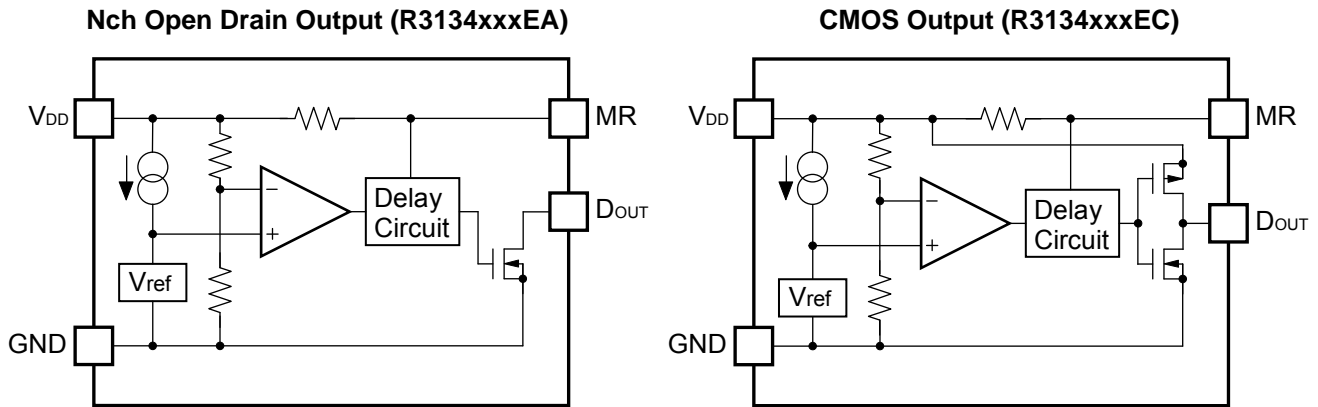 Nch Open Drain Output (R3134xxxEA)
VDD
MR
−
+
Delay
Circuit
DOUT
Vref
GND
CMOS Output (R3134xxxEC)
VDD
MR
−
+
Delay
Circuit
DOUT
Vref
GND